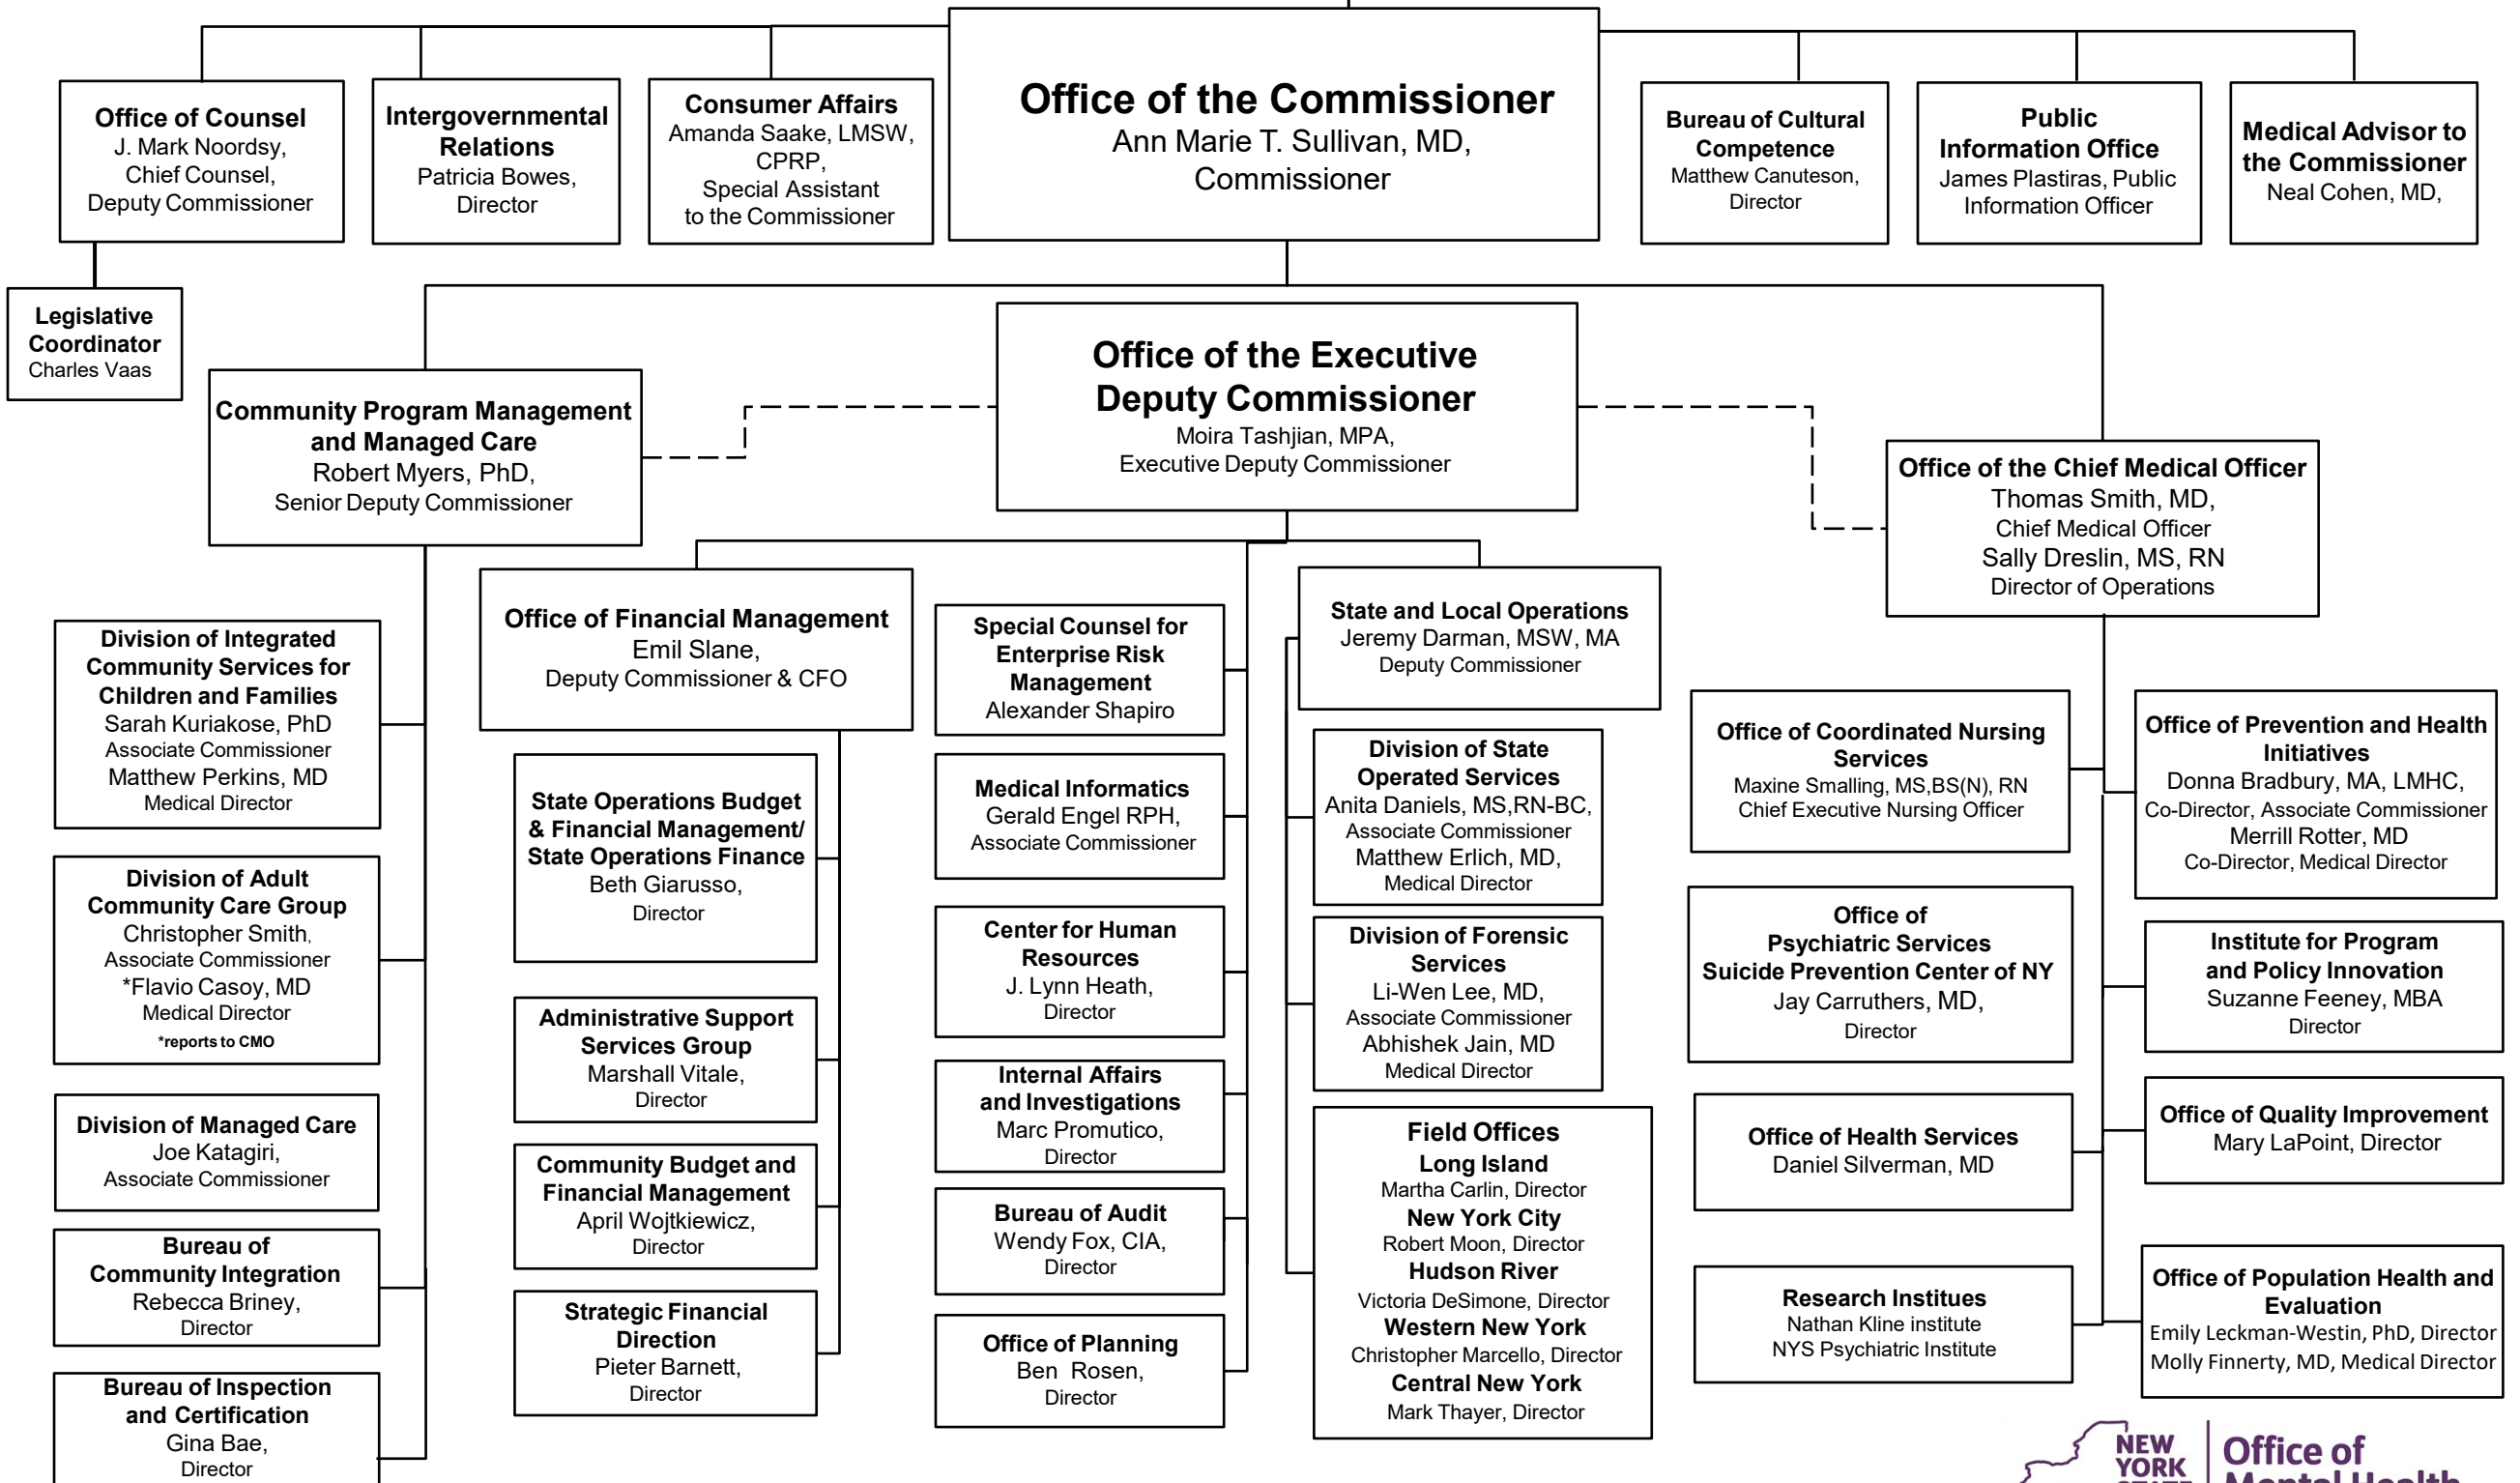 Office of Counsel
J. Mark Noordsy,
Chief Counsel,
Deputy Commissioner
Intergovernmental
Relations
Patricia Bowes,
Director
Consumer Affairs
Amanda Saake, LMSW,
CPRP,
Special Assistant
to the Commissioner
Office of the Commissioner
Ann Marie T. Sullivan, MD,
Commissioner
Bureau of Cultural
Competence
Matthew Canuteson,
Director
Public
Information Office
James Plastiras, Public
Information Officer
Medical Advisor to
the Commissioner
Neal Cohen, MD,
Legislative
Coordinator
Charles Vaas
Community Program Management
and Managed Care
Robert Myers, PhD,
Senior Deputy Commissioner
Office of the Executive
Deputy Commissioner
Moira Tashjian, MPA,
Executive Deputy Commissioner
Office of the Chief Medical Officer
Thomas Smith, MD,
Chief Medical Officer
Sally Dreslin, MS, RN
Director of Operations
Division of Integrated
Community Services for
Children and Families
Sarah Kuriakose, PhD
Associate Commissioner
Matthew Perkins, MD
Medical Director
Division of Adult
Community Care Group
Christopher Smith,
Associate Commissioner
*Flavio Casoy, MD
Medical Director
*reports to CMO
Division of Managed Care
Joe Katagiri,
Associate Commissioner
Bureau of
Community Integration
Rebecca Briney,
Director
Bureau of Inspection
and Certification
Gina Bae,
Director
Office of Financial Management
Emil Slane,
Deputy Commissioner & CFO
State Operations Budget
& Financial Management/
State Operations Finance
Beth Giarusso,
Director
Administrative Support
Services Group
Marshall Vitale,
Director
Community Budget and
Financial Management
April Wojtkiewicz,
Director
Strategic Financial
Direction
Pieter Barnett,
Director
Special Counsel for
Enterprise Risk
Management
Alexander Shapiro
Medical Informatics
Gerald Engel RPH,
Associate Commissioner
Center for Human
Resources
J. Lynn Heath,
Director
Internal Affairs
and Investigations
Marc Promutico,
Director
Bureau of Audit
Wendy Fox, CIA,
Director
Office of Planning
Ben Rosen,
Director
State and Local Operations
Jeremy Darman, MSW, MA
Deputy Commissioner
Division of State
Operated Services
Anita Daniels, MS,RN-BC,
Associate Commissioner
Matthew Erlich, MD,
Medical Director
Division of Forensic
Services
Li-Wen Lee, MD,
Associate Commissioner
Abhishek Jain, MD
Medical Director
Field Offices
Long Island
Martha Carlin, Director
New York City
Robert Moon, Director
Hudson River
Victoria DeSimone, Director
Western New York
Christopher Marcello, Director
Central New York
Mark Thayer, Director
Office of Coordinated Nursing
Services
Maxine Smalling, MS,BS(N), RN
Chief Executive Nursing Officer
Office of
Psychiatric Services
Suicide Prevention Center of NY
Jay Carruthers, MD,
Director
Office of Health Services
Daniel Silverman, MD
Research Institues
Nathan Kline institute
NYS Psychiatric Institute
Office of Prevention and Health
Initiatives
Donna Bradbury, MA, LMHC,
Co-Director, Associate Commissioner
Merrill Rotter, MD
Co-Director, Medical Director
Institute for Program
and Policy Innovation
Suzanne Feeney, MBA
Director
Office of Quality Improvement
Mary LaPoint, Director
Office of Population Health and
Evaluation
Emily Leckman-Westin, PhD, Director
Molly Finnerty, MD, Medical Director
NEW
YORK
STATE
Office of
Mental Health